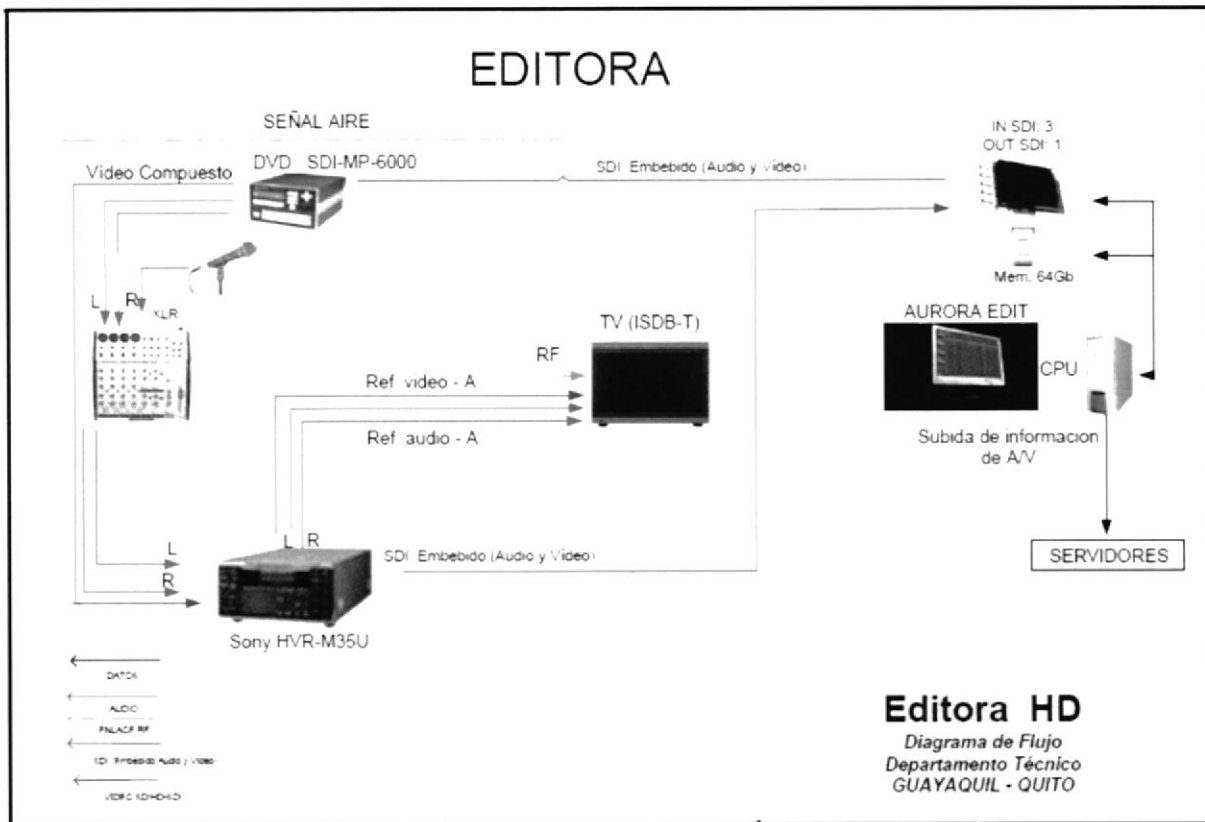 EDITORA
SEÑAL AIRE
IN SDI: 3
OUT SDI: 1
DVD SDI-MP-6000
Video Compuesto
SDI Embebido (Audio y Video)
Mem. 64Gb
L
R
XLR
AURORA EDIT
TV (ISDB-T)
RF
CPU
Ref video - A
Ref audio - A
Subida de informacion
de A/V
L
R
L R
SDI Embebido (Audio y Video)
SERVIDORES
Sony HVR-M35U
DATOS
AUDIO
ENLACE RF
SDI Embebido Audio y Video
VIDEO
Editora HD
Diagrama de Flujo
Departamento Técnico
GUAYAQUIL - QUITO